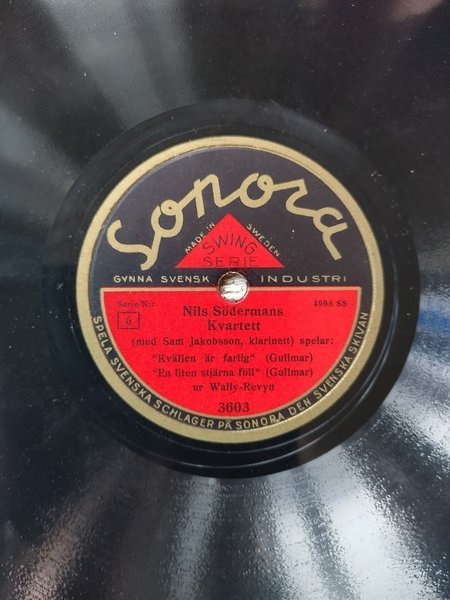 Sonora
MADE IN SWEDEN
SWING
SERIE
GYNNA SVENSK INDUSTRI
Serie/Nr
6
4998 SS
Nils Södermans
Kvartett
(med Sam Jakobsson, klarinett) spelar:
"Kvällen är farlig" (Gullmar)
"En liten stjärna föll" (Gullmar)
ur Wally-Revyn
3603
SPELA SVENSKA SCHLAGER PÅ SONORA DEN SVENSKA SKIVAN